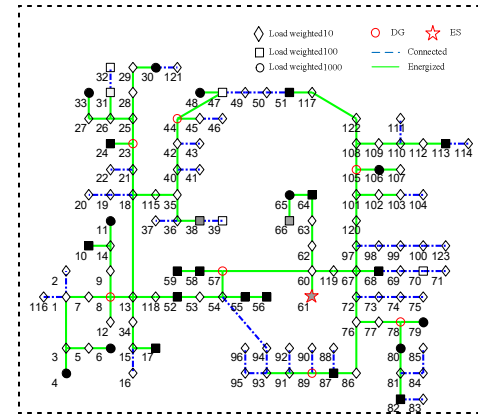 Load weighted10 DG ES
Load weighted100 Connected
Load weighted1000 Energized
29 30 121
32
33 31 28
48 47 49 50 51 117
27 26 25
44 45 46
122 111
24 23 42 43
108 109 110 112 113 114
22 21 40 41
105 106 107
65 64
20 19 18 115 35
101 102 103 104
11
37 36 38 39 66 63
120
10 14
62
97 98 99 100 123
59 58 57
2
60 119 67 68 69 70 71
116 1 7 8 13 118 52 53 54 55 56 61
72 73 74 75
12 34
76 77 78 79
3 5 6 15 17
96 94 92 90 88
80 85
4 16
95 93 91 89 87 86
81 84
82 83